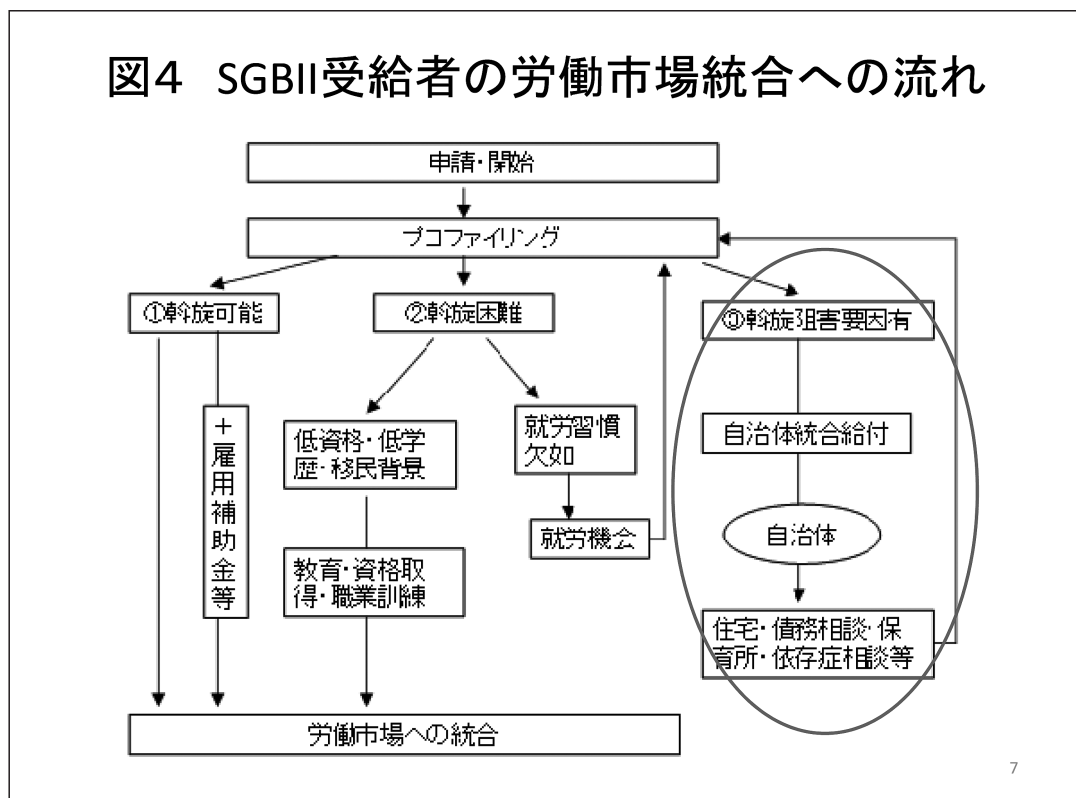 図４ SGBII受給者の労働市場統合への流れ
申請・開始
プロファイリング
①斡旋可能
②斡旋困難
③斡旋阻害要因有
＋雇用補助金等
低資格・低学
歴・移民背景
就労習慣
欠如
自治体統合給付
就労機会
自治体
教育・資格取
得・職業訓練
住宅・債務相談・保
育所・依存症相談等
労働市場への統合
7